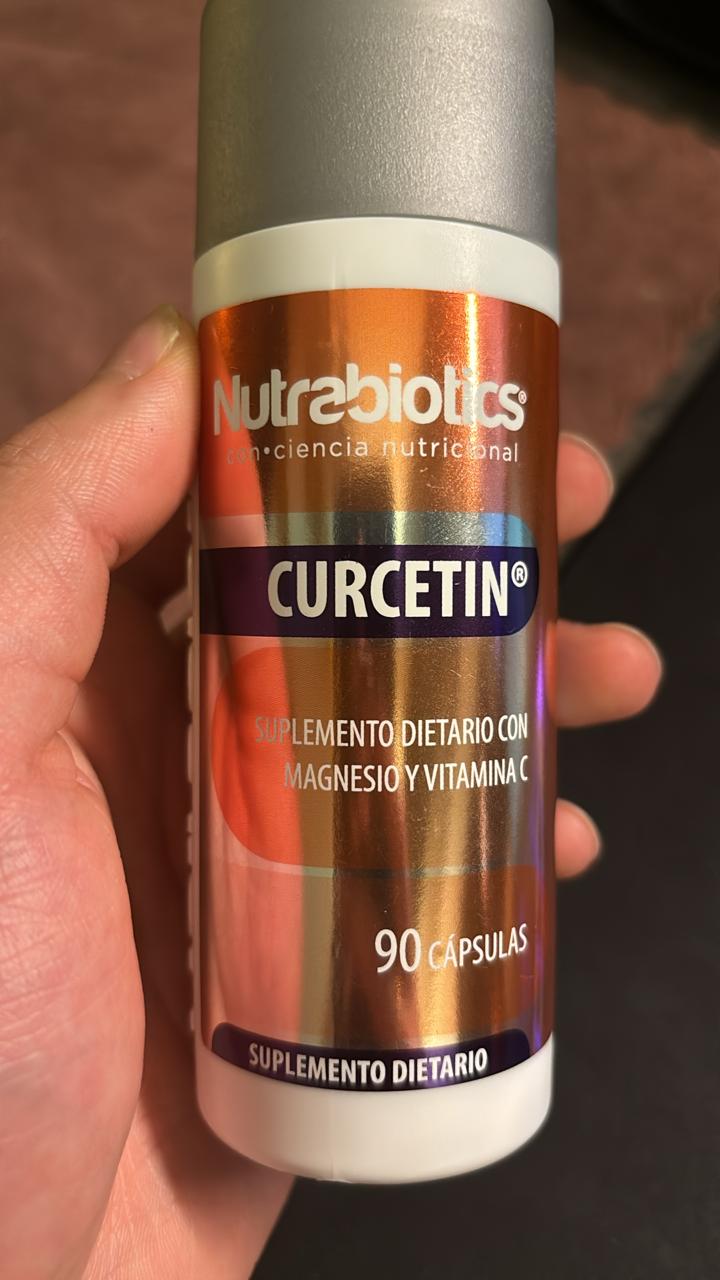 Nutrabiotics®
con•ciencia nutricional
CURCETIN®
SUPLEMENTO DIETARIO CON
MAGNESIO Y VITAMINA C
90 CÁPSULAS
SUPLEMENTO DIETARIO